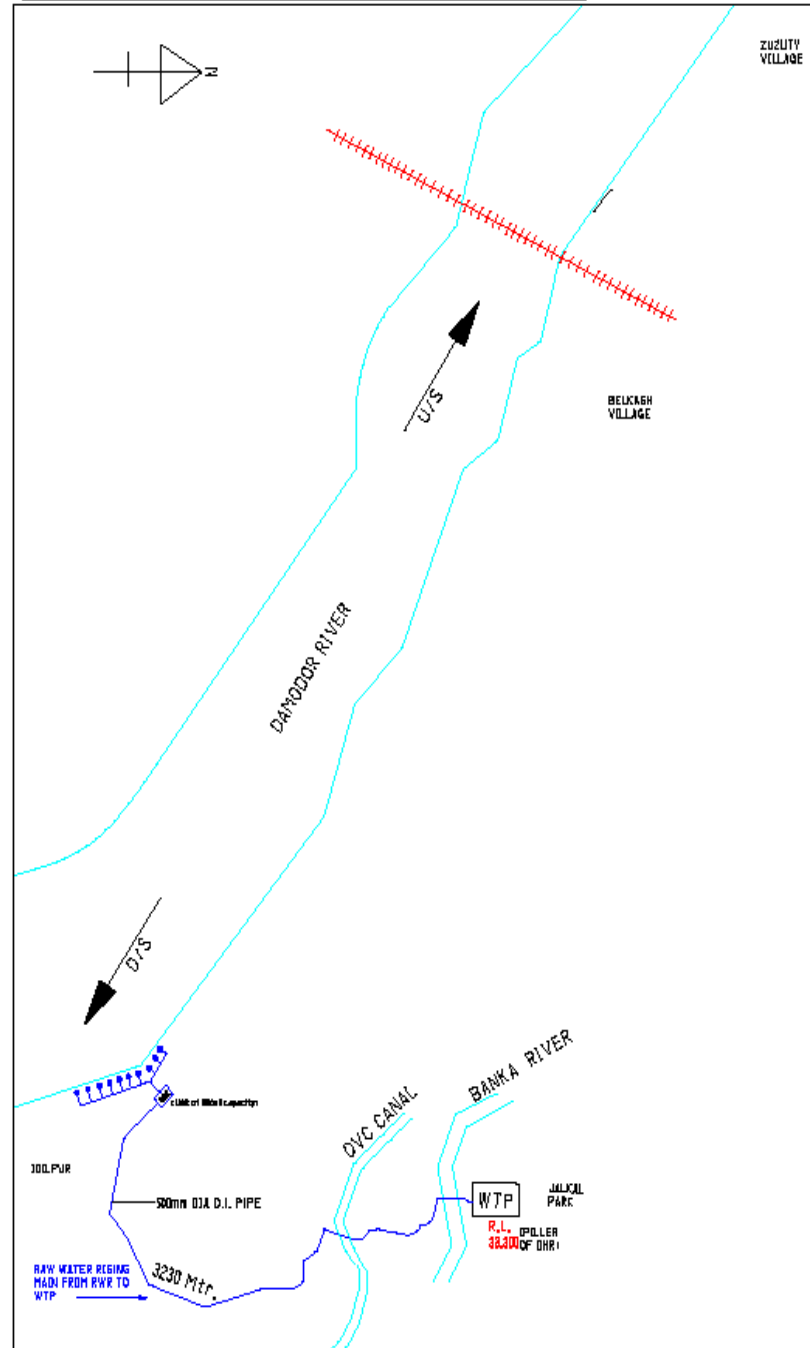 ZUZUTY
VILLAGE
N
U/S
BELKASH
VILLAGE
DAMODOR RIVER
D/S
DVC CANAL
BANKA RIVER
500mm DIA D.I. PIPE
WTP
JALKAL
PARK
R.L.
(PILLER
OF OHR)
3230 Mtr.
RAW WATER RISING
MAIN FROM RWR TO
WTP